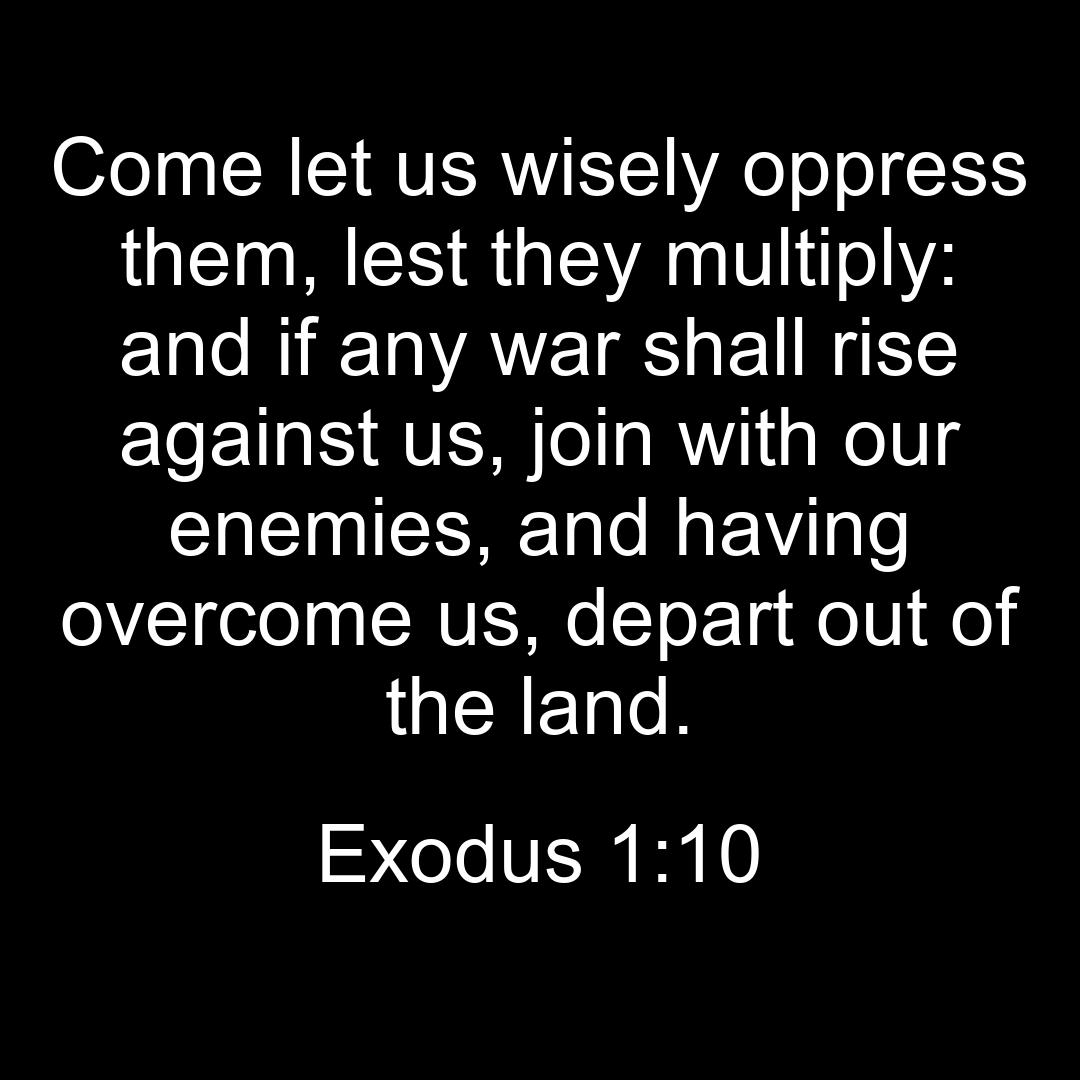 Come let us wisely oppress
them, lest they multiply:
and if any war shall rise
against us, join with our
enemies, and having
overcome us, depart out of
the land.
Exodus 1:10